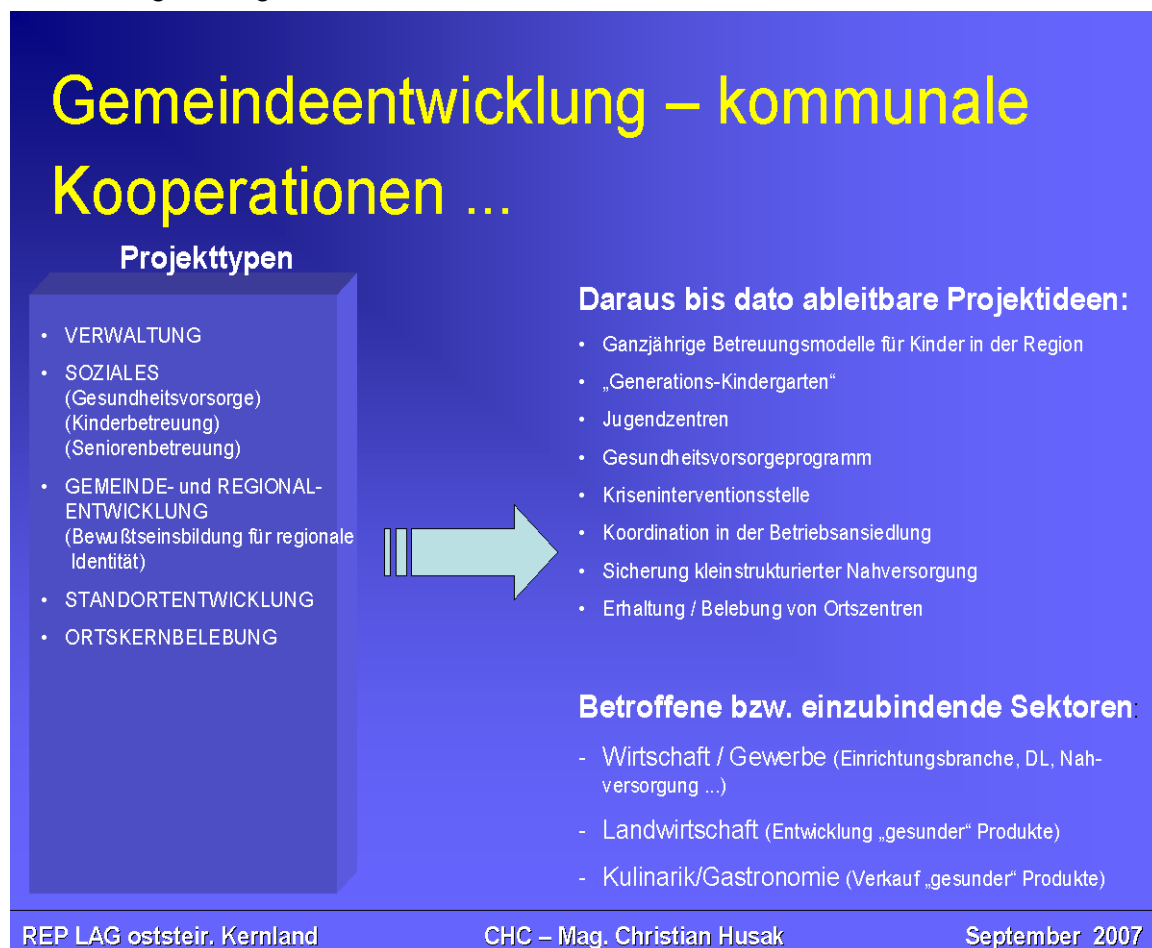 Gemeindeentwicklung – kommunale
Kooperationen ...
Projekttypen
• VERWALTUNG
• SOZIALES
(Gesundheitsvorsorge)
(Kinderbetreuung)
(Seniorenbetreuung)
• GEMEINDE- und REGIONAL-
ENTWICKLUNG
(Bewußtseinsbildung für regionale
Identität)
• STANDORTENTWICKLUNG
• ORTSKERNBELEBUNG
Daraus bis dato ableitbare Projektideen:
• Ganzjährige Betreuungsmodelle für Kinder in der Region
• „Generations-Kindergarten“
• Jugendzentren
• Gesundheitsvorsorgeprogramm
• Kriseninterventionsstelle
• Koordination in der Betriebsansiedlung
• Sicherung kleinstrukturierter Nahversorgung
• Erhaltung / Belebung von Ortszentren
Betroffene bzw. einzubindende Sektoren:
- Wirtschaft / Gewerbe (Einrichtungsbranche, DL, Nah-
versorgung ...)
- Landwirtschaft (Entwicklung „gesunder“ Produkte)
- Kulinarik/Gastronomie (Verkauf „gesunder“ Produkte)
REP LAG oststeir. Kernland CHC – Mag. Christian Husak September 2007